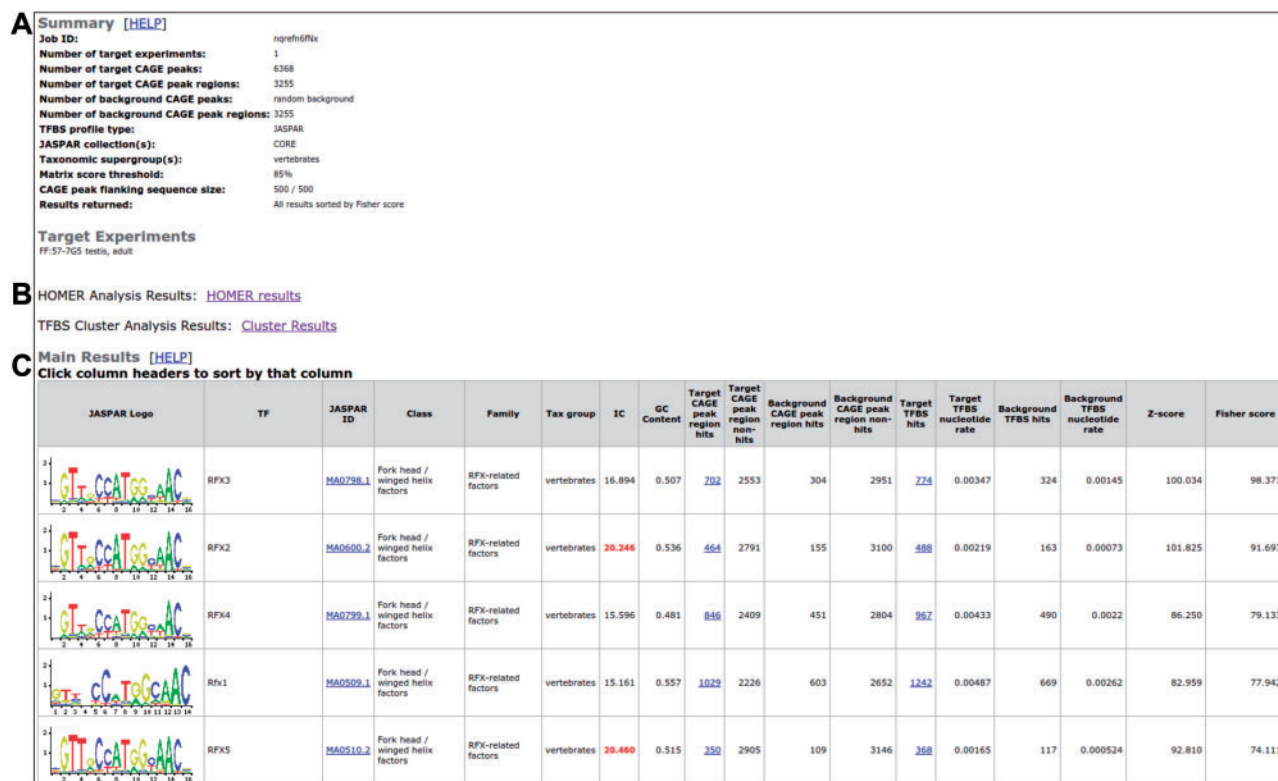 A
Summary [HELP]
Job ID: nqrefn6fNx
Number of target experiments: 1
Number of target CAGE peaks: 6368
Number of target CAGE peak regions: 3255
Number of background CAGE peaks: random background
Number of background CAGE peak regions: 3255
TFBS profile type: JASPAR
JASPAR collection(s): CORE
Taxonomic supergroup(s): vertebrates
Matrix score threshold: 85%
CAGE peak flanking sequence size: 500 / 500
Results returned: All results sorted by Fisher score
Target Experiments
FF:57-7G5 testis, adult
B
HOMER Analysis Results: HOMER results
TFBS Cluster Analysis Results: Cluster Results
C
Main Results [HELP]
Click column headers to sort by that column
JASPAR Logo TF JASPAR ID Class Family Tax group IC GC Content Target CAGE peak region hits Target CAGE peak region non-hits Background CAGE peak region hits Background CAGE peak region non-hits Target TFBS hits Target TFBS nucleotide rate Background TFBS hits Background TFBS nucleotide rate Z-score Fisher score
RFX3 MA0798.1 Fork head / winged helix factors RFX-related factors vertebrates 16.894 0.507 702 2553 304 2951 774 0.00347 324 0.00145 100.034 98.37
RFX2 MA0600.2 Fork head / winged helix factors RFX-related factors vertebrates 20.246 0.536 464 2791 155 3100 488 0.00219 163 0.00073 101.825 91.69
RFX4 MA0799.1 Fork head / winged helix factors RFX-related factors vertebrates 15.596 0.481 846 2409 451 2804 967 0.00433 490 0.0022 86.250 79.13
Rfx1 MA0509.1 Fork head / winged helix factors RFX-related factors vertebrates 15.161 0.557 1029 2226 603 2652 1242 0.00487 669 0.00262 82.959 77.942
RFX5 MA0510.2 Fork head / winged helix factors RFX-related factors vertebrates 20.460 0.515 350 2905 109 3146 368 0.00165 117 0.000524 92.810 74.11